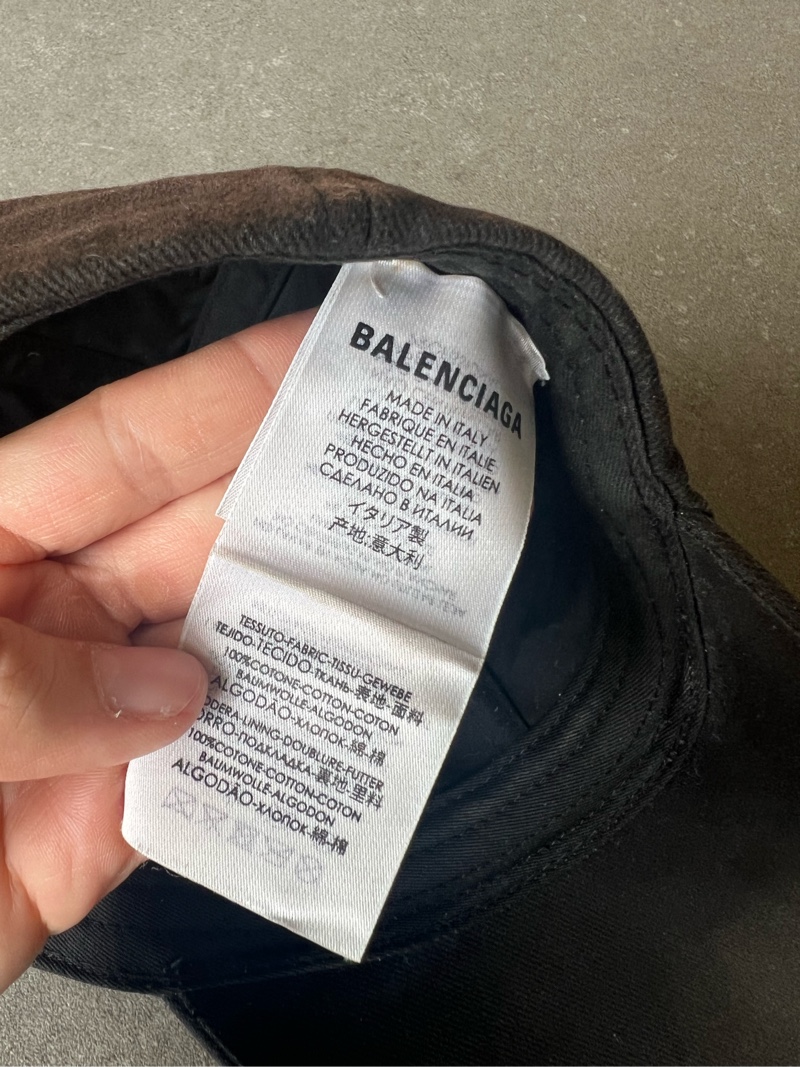 BALENCIAGA
MADE IN ITALY
FABRIQUE EN ITALIE
HERGESTELLT IN ITALIEN
HECHO EN ITALIA
PRODUZIDO NA ITALIA
СДЕЛАНО В ИТАЛИИ
イタリア製
产地:意大利
TESSUTO-FABRIC-TISSU-GEWEBE
TEJIDO-TECIDO-ТКАНЬ-表地-面料
100%COTONE-COTTON-COTON
BAUMWOLLE-ALGODON
ALGODÃO-ХЛОПОК-綿-棉
LINING-DOUBLURE-FUTTER
ПОДКЛАДКА-裏地-里料
100%COTONE-COTTON-COTON
BAUMWOLLE-ALGODON
ALGODÃO-ХЛОПОК-綿-棉